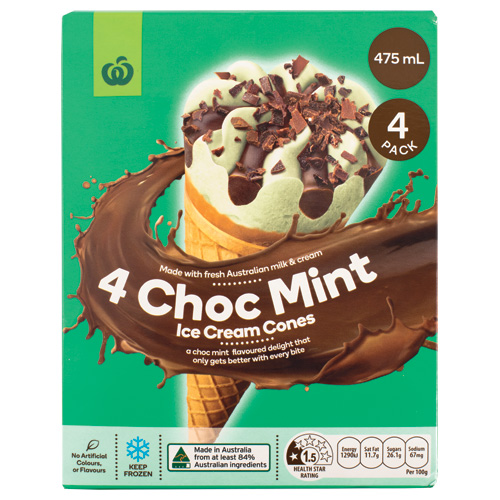 475 mL
4
PACK
Made with fresh Australian milk & cream
4 Choc Mint
Ice Cream Cones
a choc mint flavoured delight that
only gets better with every bite
No Artificial
Colours,
or Flavours
KEEP
FROZEN
Made in Australia
from at least 84%
Australian ingredients
1.5
HEALTH STAR
RATING
Energy
1290kJ
Sat Fat
11.7g
Sugars
26.1g
Sodium
67mg
Per 100g